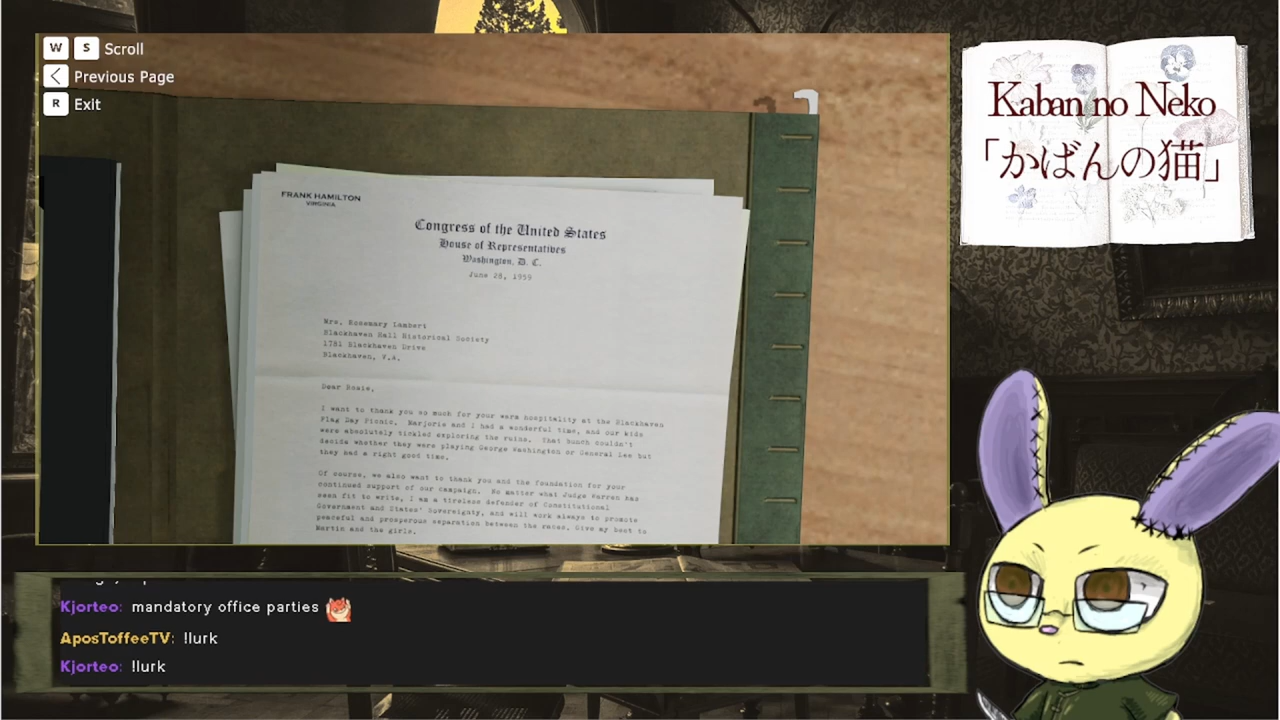 W S Scroll
< Previous Page
R Exit
FRANK HAMILTON
VIRGINIA
Congress of the United States
House of Representatives
Washington, D. C.
June 28, 1959
Mrs. Rosemary Lambert
Blackhaven Hall Historical Society
1781 Blackhaven Drive
Blackhaven, V.A.
Dear Rosie,
I want to thank you so much for your warm hospitality at the Blackhaven
Flag Day Picnic. Marjorie and I had a wonderful time, and our kids
were absolutely tickled exploring the ruins. That bunch couldn't
decide whether they were playing George Washington or General Lee but
they had a right good time.
Of course, we also want to thank you and the foundation for your
continued support of our campaign. No matter what Judge Warren has
seen fit to write, I am a tireless defender of Constitutional
Government and States' Sovereignty, and will work always to promote
peaceful and prosperous separation between the races. Give my best to
Martin and the girls.
Kaban no Neko
「かばんの猫」
Kjorteo: mandatory office parties
AposToffeeTV: !lurk
Kjorteo: !lurk